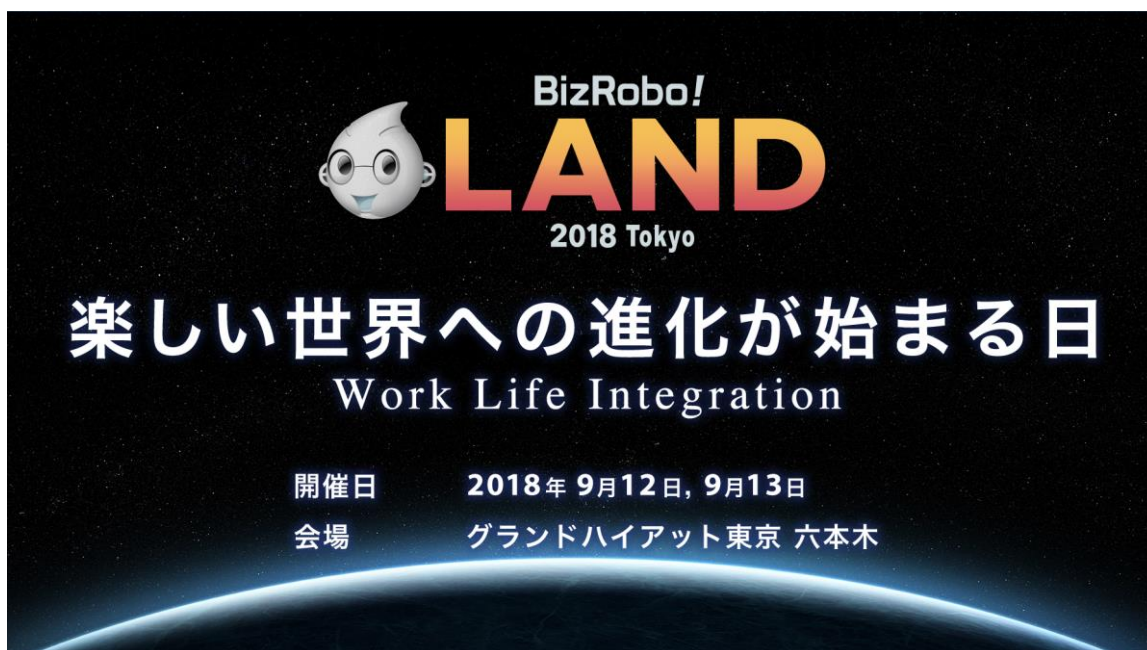 BizRobo!
LAND
2018 Tokyo
楽しい世界への進化が始まる日
Work Life Integration
開催日 2018年 9月12日, 9月13日
会場 グランドハイアット東京 六本木